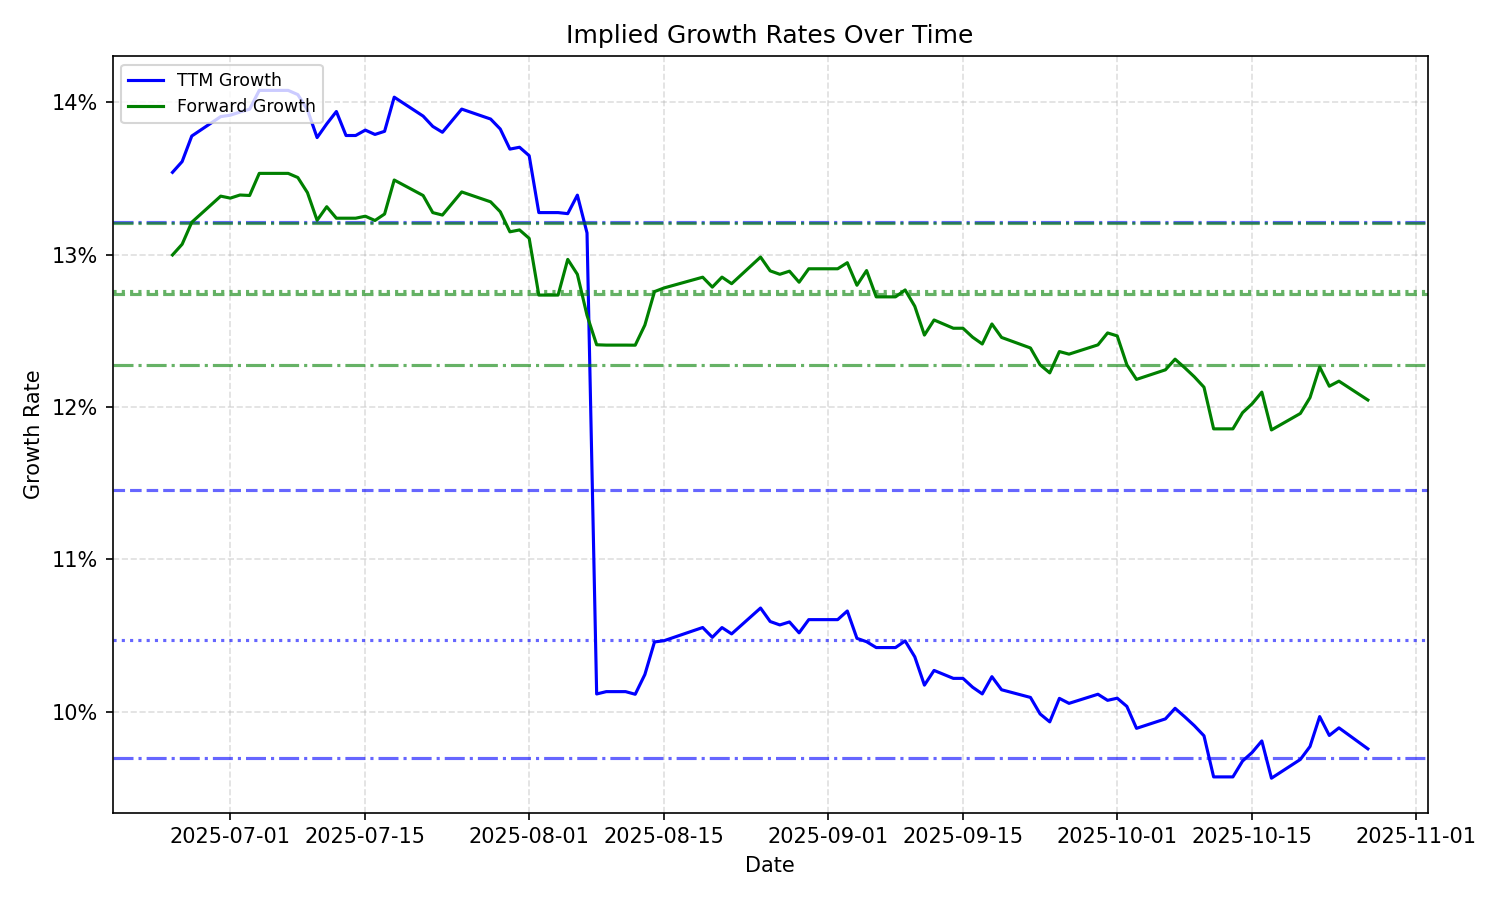 Implied Growth Rates Over Time
TTM Growth
Forward Growth
14%
13%
12%
11%
10%
Growth Rate
2025-07-01
2025-07-15
2025-08-01
2025-08-15
2025-09-01
2025-09-15
2025-10-01
2025-10-15
2025-11-01
Date